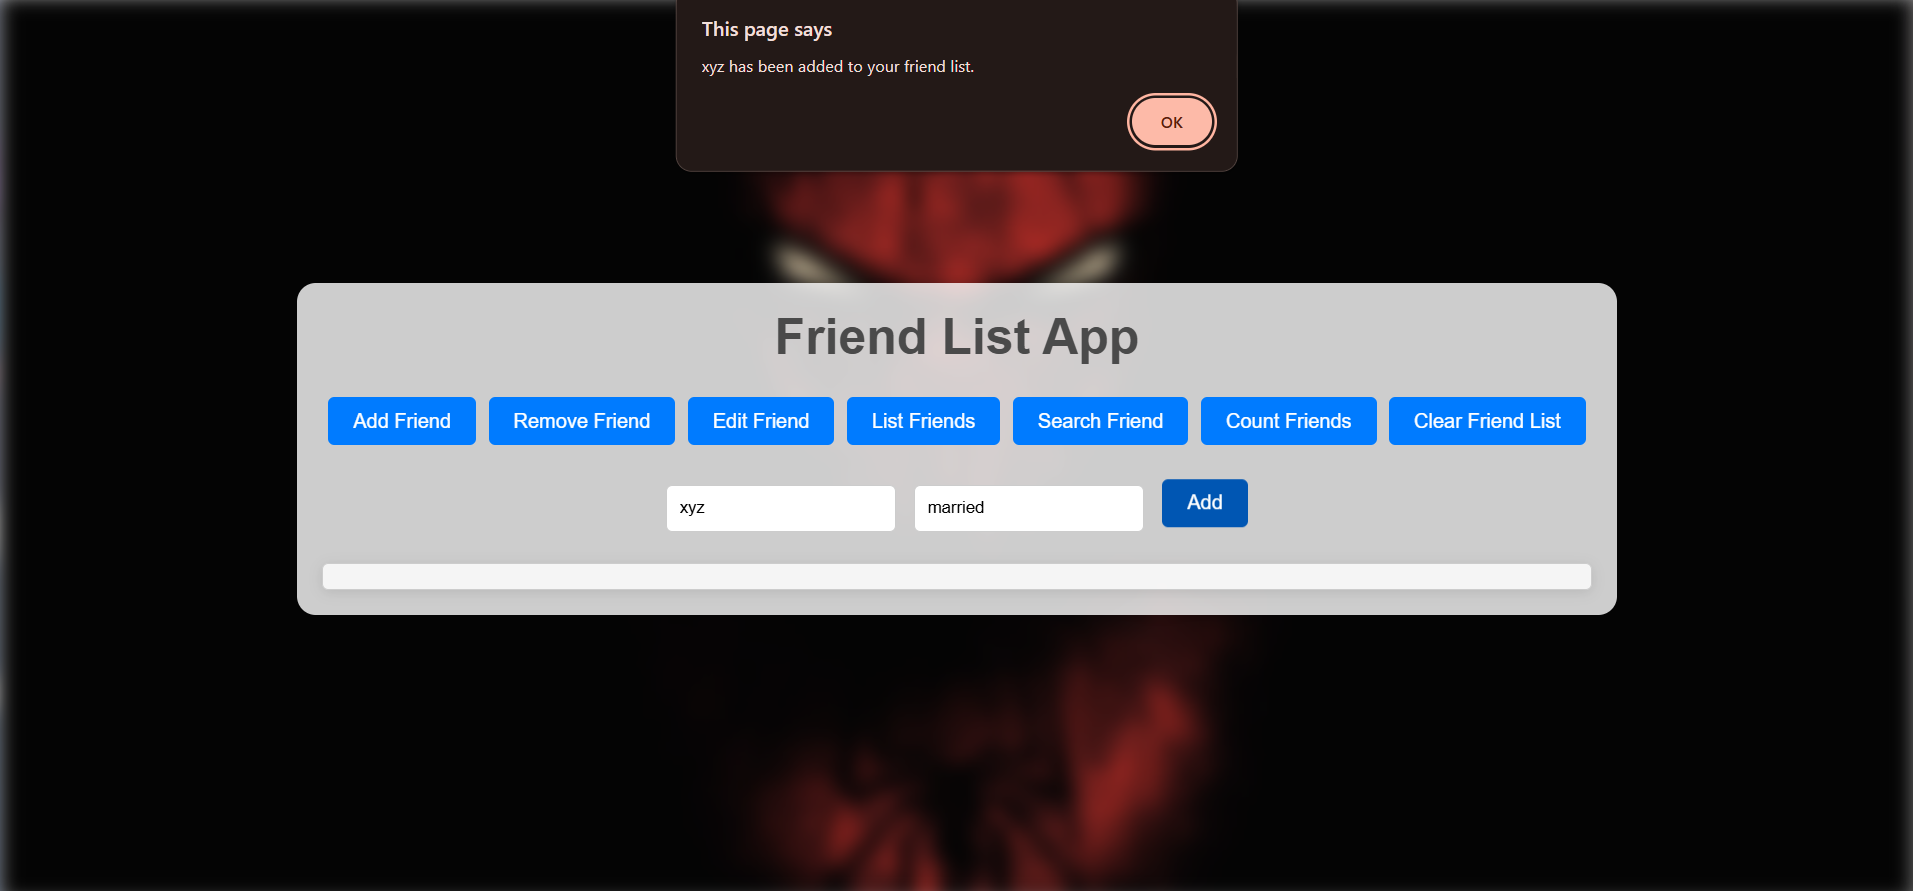 This page says
xyz has been added to your friend list.
OK
Friend List App
Add Friend Remove Friend Edit Friend List Friends Search Friend Count Friends Clear Friend List
xyz married Add